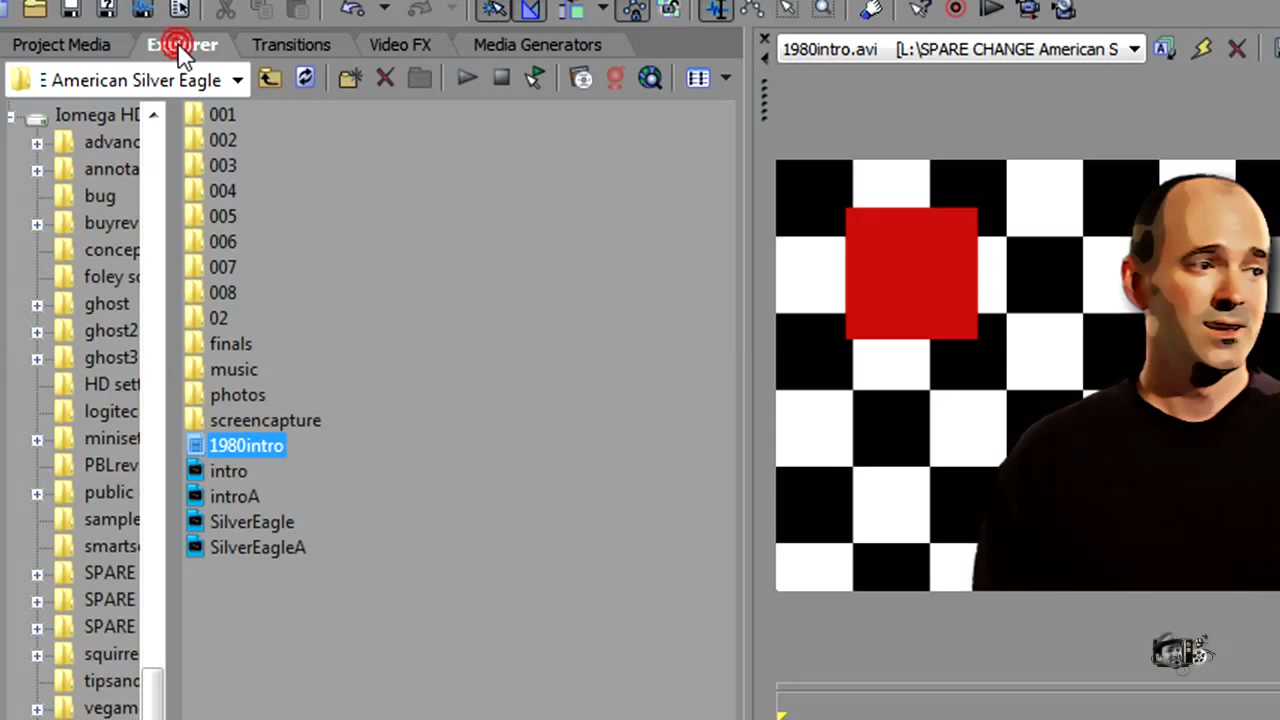 Project Media
Explorer
Transitions
Video FX
Media Generators
American Silver Eagle
1980intro.avi [L:\SPARE CHANGE American S
Iomega HD
advanc
annota
bug
buyrev
concep
foley sc
ghost
ghost2
ghost3
HD sett
logitec
miniset
PBLrev
public
sample
smartsc
SPARE
SPARE
SPARE
squirre
tipsanc
vegam
001
002
003
004
005
006
007
008
02
finals
music
photos
screencapture
1980intro
intro
introA
SilverEagle
SilverEagleA